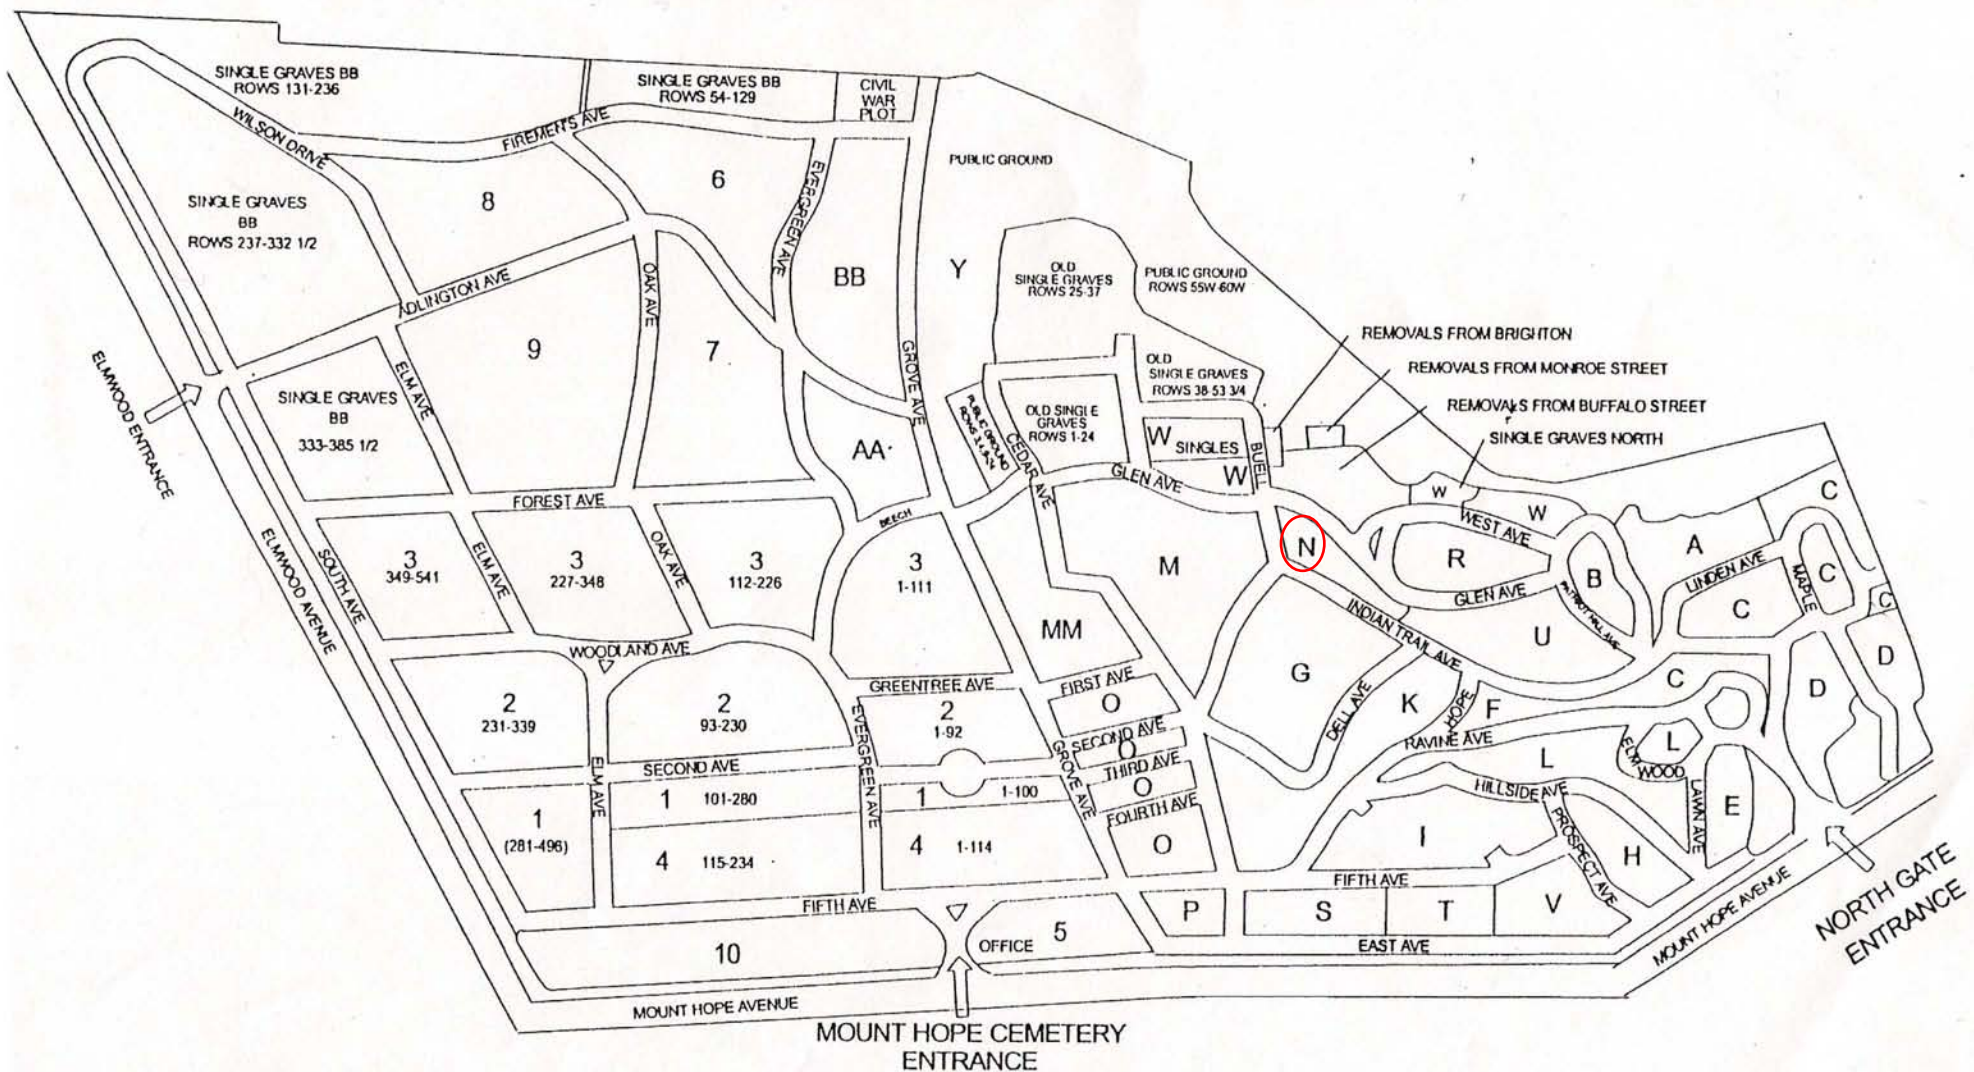 SINGLE GRAVES BB
ROWS 131-236
SINGLE GRAVES BB
ROWS 54-129
CIVIL
WAR
PLOT
WILSON DRIVE
FIREMEN'S AVE
PUBLIC GROUND
8
6
EVERGREEN AVE
SINGLE GRAVES
BB
ROWS 237-332 1/2
BB
Y
OLD
SINGLE GRAVES
ROWS 25-37
PUBLIC GROUND
ROWS 55W-60W
ADLINGTON AVE
OAK AVE
9
7
GROVE AVE
REMOVALS FROM BRIGHTON
REMOVALS FROM MONROE STREET
REMOVALS FROM BUFFALO STREET
SINGLE GRAVES NORTH
ELMWOOD ENTRANCE
ELM AVE
SINGLE GRAVES
BB
333-385 1/2
OLD
SINGLE GRAVES
ROWS 38-53 3/4
PUBLIC GROUND
OLD SINGLE
GRAVES
ROWS 1-24
CEDAR AVE
W
SINGLES
W
BUELL
AA
GLEN AVE
FOREST AVE
BEECH
W
W
WEST AVE
C
A
ELMWOOD AVENUE
SOUTH AVE
3
349-541
ELM AVE
3
227-348
OAK AVE
3
112-226
3
1-111
M
N
R
B
LINDEN AVE
MAPLE
C
C
C
GLEN AVE
PATRIOT HILL AVE
INDIAN TRAIL AVE
U
MM
WOODLAND AVE
GREENTREE AVE
FIRST AVE
G
DELL AVE
K
HOPE
F
C
D
D
2
231-339
2
93-230
EVERGREEN AVE
2
1-92
O
SECOND AVE
O
THIRD AVE
O
FOURTH AVE
O
GROVE AVE
RAVINE AVE
L
ELMWOOD
L
HILLSIDE AVE
LAWN AVE
E
SECOND AVE
ELM AVE
1
(281-496)
1 101-280
1 1-100
4 115-234
4 1-114
I
PROSPECT AVE
H
FIFTH AVE
FIFTH AVE
P
S
T
V
10
OFFICE
5
EAST AVE
MOUNT HOPE AVENUE
MOUNT HOPE AVENUE
NORTH GATE
ENTRANCE
MOUNT HOPE CEMETERY
ENTRANCE